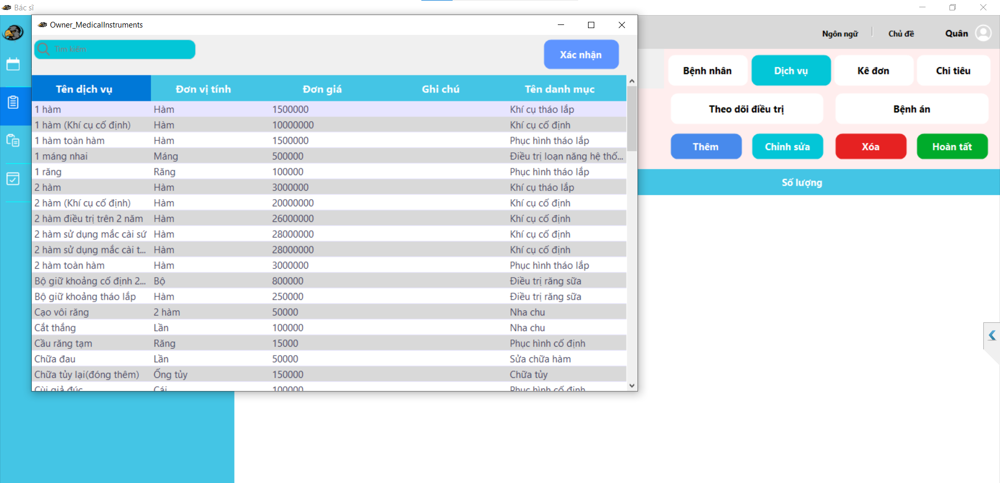 Bác sĩ
Owner_MedicalInstruments
Tìm kiếm
Xác nhận
Ngôn ngữ Chủ đề Quân
Bệnh nhân Dịch vụ Kê đơn Chi tiêu
Theo dõi điều trị Bệnh án
Thêm Chỉnh sửa Xóa Hoàn tất
Số lượng
Tên dịch vụ Đơn vị tính Đơn giá Ghi chú Tên danh mục
1 hàm Hàm 1500000 Khí cụ tháo lắp
1 hàm (Khí cụ cố định) Hàm 10000000 Khí cụ cố định
1 hàm toàn hàm Hàm 1500000 Phục hình tháo lắp
1 máng nhai Máng 500000 Điều trị loạn năng hệ thố...
1 răng Răng 100000 Phục hình tháo lắp
2 hàm Hàm 3000000 Khí cụ tháo lắp
2 hàm (Khí cụ cố định) Hàm 20000000 Khí cụ cố định
2 hàm điều trị trên 2 năm Hàm 26000000 Khí cụ cố định
2 hàm sử dụng mắc cài sứ Hàm 28000000 Khí cụ cố định
2 hàm sử dụng mắc cài t... Hàm 28000000 Khí cụ cố định
2 hàm toàn hàm Hàm 3000000 Phục hình tháo lắp
Bộ giữ khoảng cố định 2... Bộ 800000 Điều trị răng sữa
Bộ giữ khoảng tháo lắp Hàm 250000 Điều trị răng sữa
Cạo vôi răng 2 hàm 50000 Nha chu
Cắt thắng Lần 100000 Nha chu
Cầu răng tạm Răng 15000 Phục hình cố định
Chữa đau Lần 50000 Sửa chữa hàm
Chữa tủy lại(đóng thêm) Ống tủy 150000 Chữa tủy
Cùi giả đúc Cái 100000 Phục hình cố định